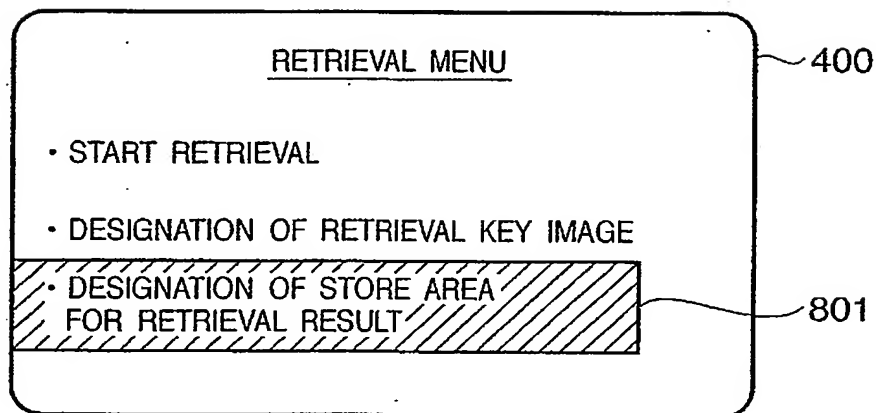 RETRIEVAL MENU
400
· START RETRIEVAL
· DESIGNATION OF RETRIEVAL KEY IMAGE
· DESIGNATION OF STORE AREA
FOR RETRIEVAL RESULT
801